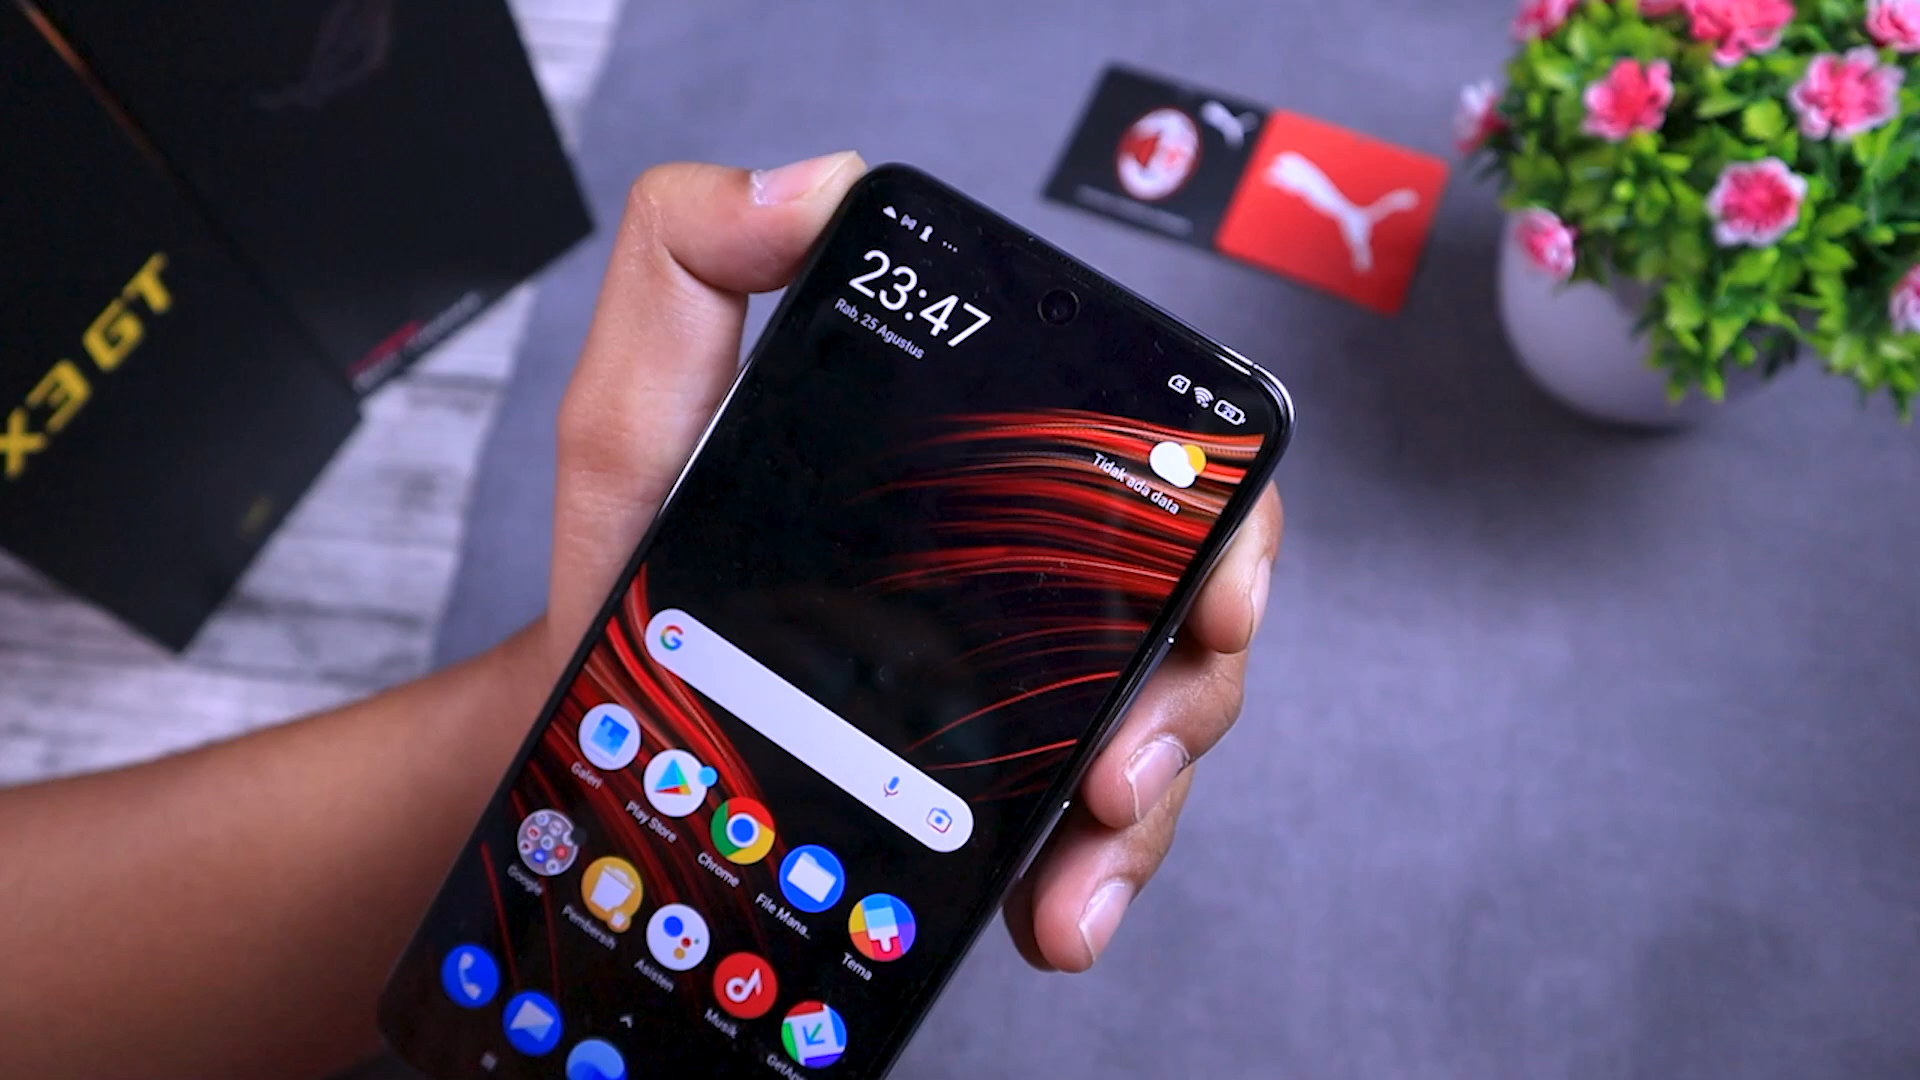 X3 GT
23:47
Rab, 25 Agustus
29
Tidak ada data
Galeri
Play Store
Chrome
File Mana..
Tema
Google
Pembersih
Asisten
Musik